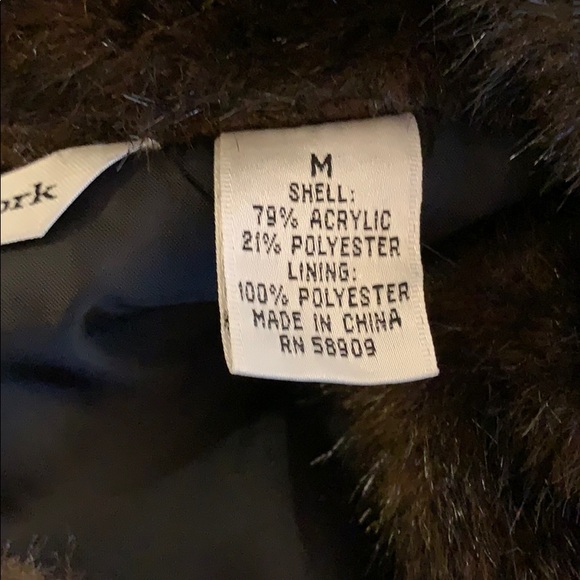 M
SHELL:
79% ACRYLIC
21% POLYESTER
LINING:
100% POLYESTER
MADE IN CHINA
RN 58909